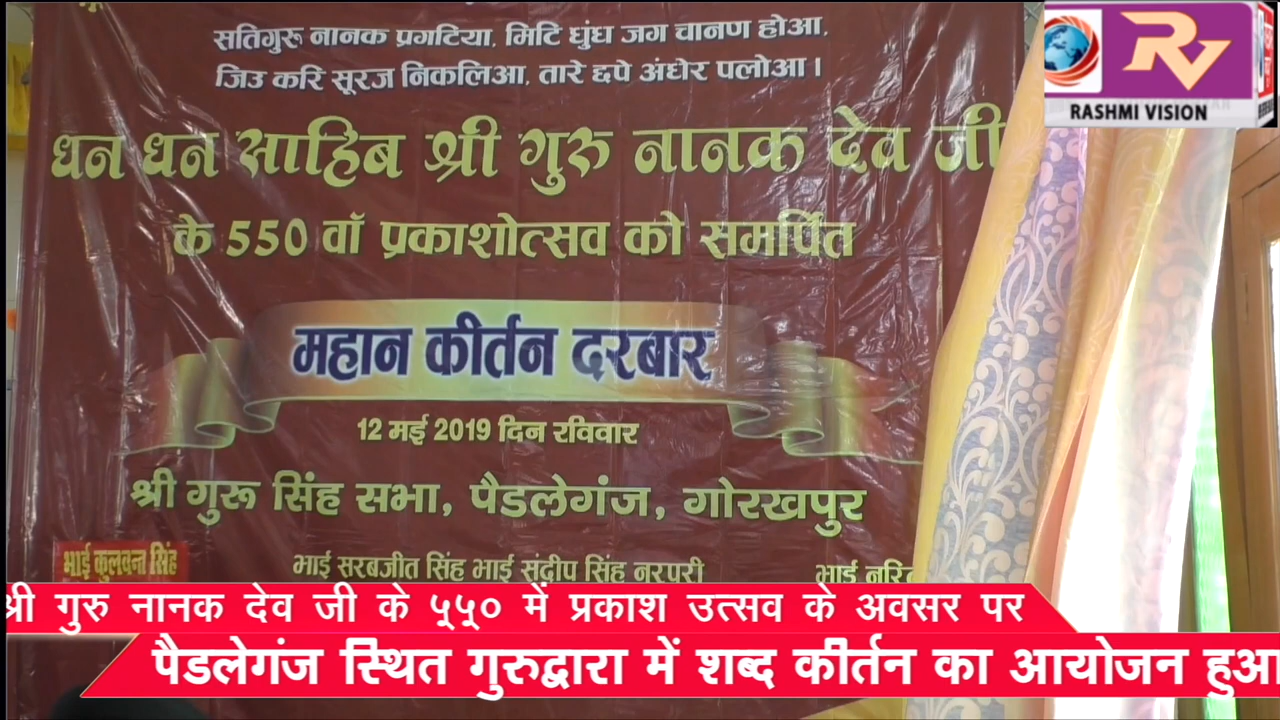 सतिगुरू नानक प्रगटिया, मिटि धुंध जग चानण होआ,
जिउ करि सूरज निकलिआ, तारे छपे अंधेर पलोआ।
धन धन साहिब श्री गुरु नानक देव जी
के 550 वॉ प्रकाशोत्सव को समर्पित
महान कीर्तन दरबार
12 मई 2019 दिन रविवार
श्री गुरू सिंह सभा, पैडलेगंज, गोरखपुर
भाई कुलवन्त सिंह
भाई सरबजीत सिंह भाई संदीप सिंह नरपुरी
भाई
RV
RASHMI VISION
श्री गुरु नानक देव जी के ५५० में प्रकाश उत्सव के अवसर पर
पैडलेगंज स्थित गुरुद्वारा में शब्द कीर्तन का आयोजन हुआ